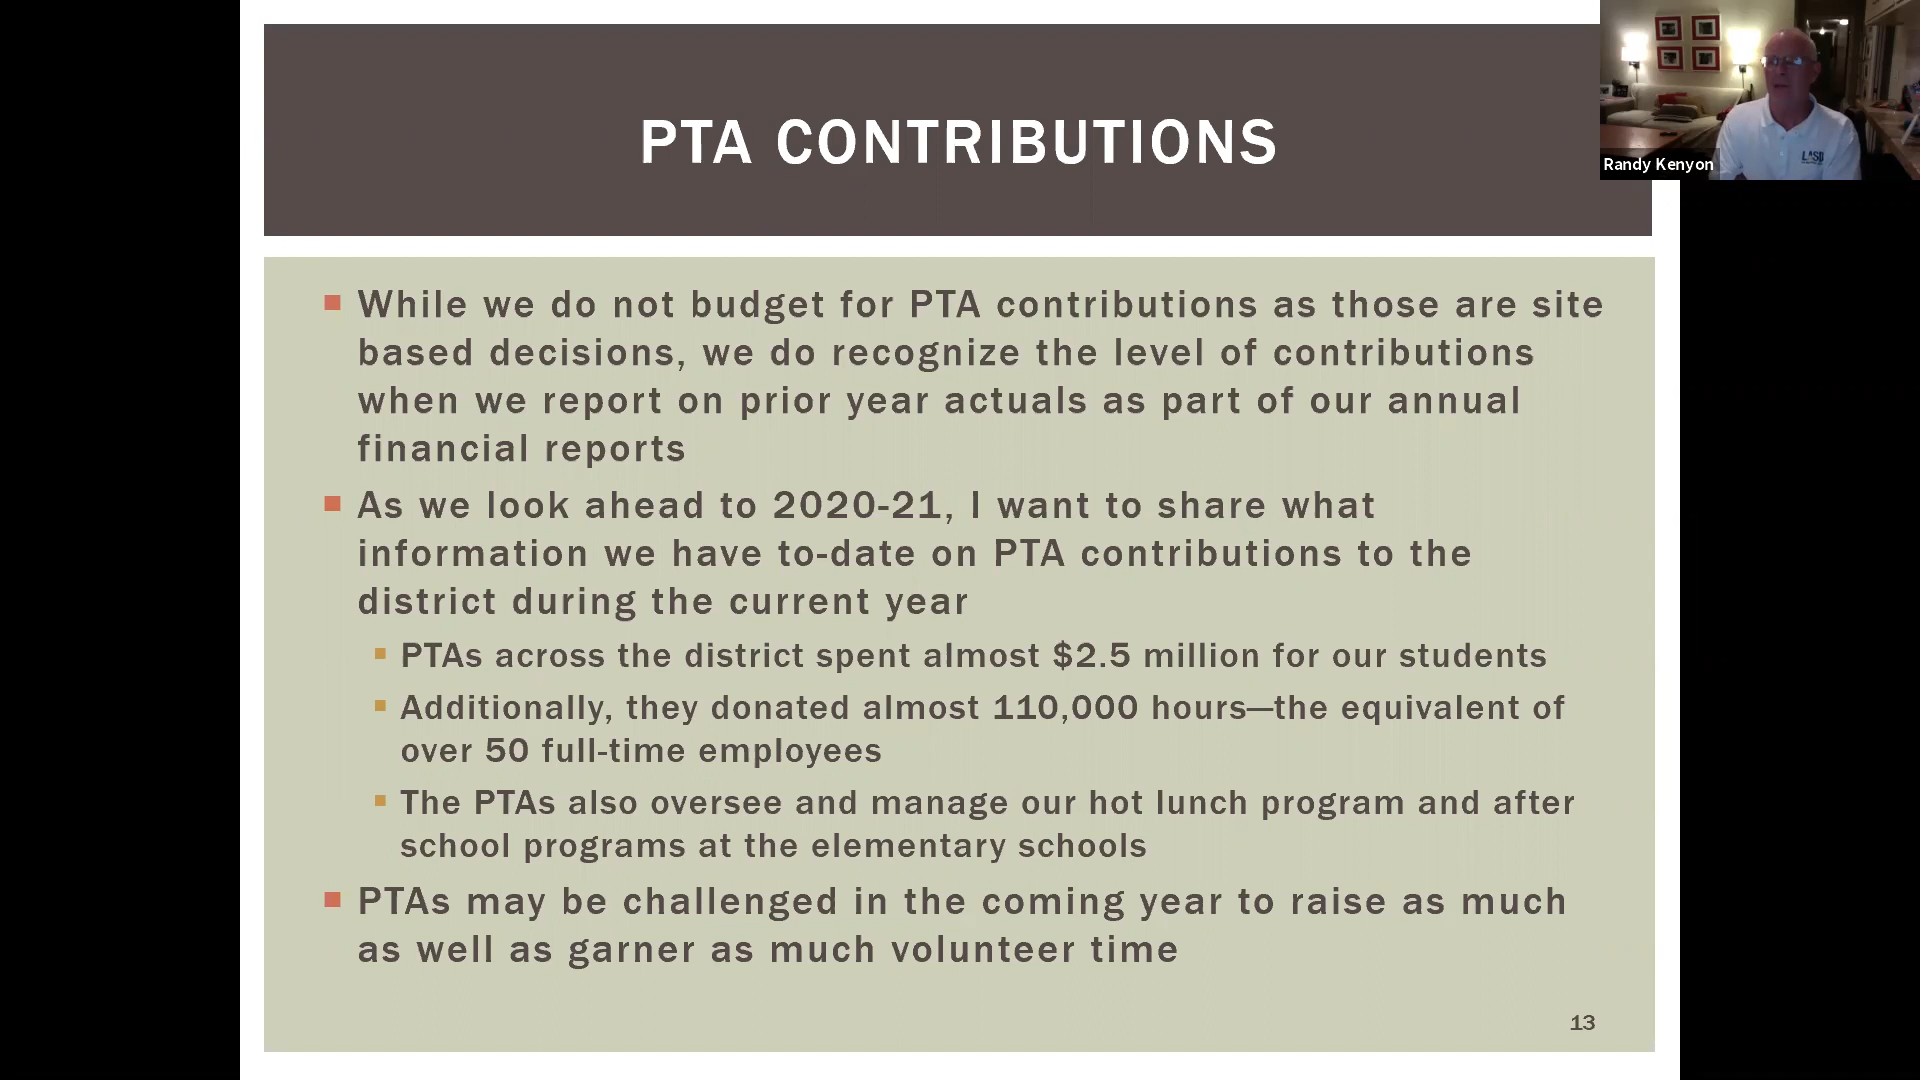 PTA CONTRIBUTIONS
Randy Kenyon
LASD
While we do not budget for PTA contributions as those are site
based decisions, we do recognize the level of contributions
when we report on prior year actuals as part of our annual
financial reports
As we look ahead to 2020-21, I want to share what
information we have to-date on PTA contributions to the
district during the current year
PTAs across the district spent almost $2.5 million for our students
Additionally, they donated almost 110,000 hours—the equivalent of
over 50 full-time employees
The PTAs also oversee and manage our hot lunch program and after
school programs at the elementary schools
PTAs may be challenged in the coming year to raise as much
as well as garner as much volunteer time
13